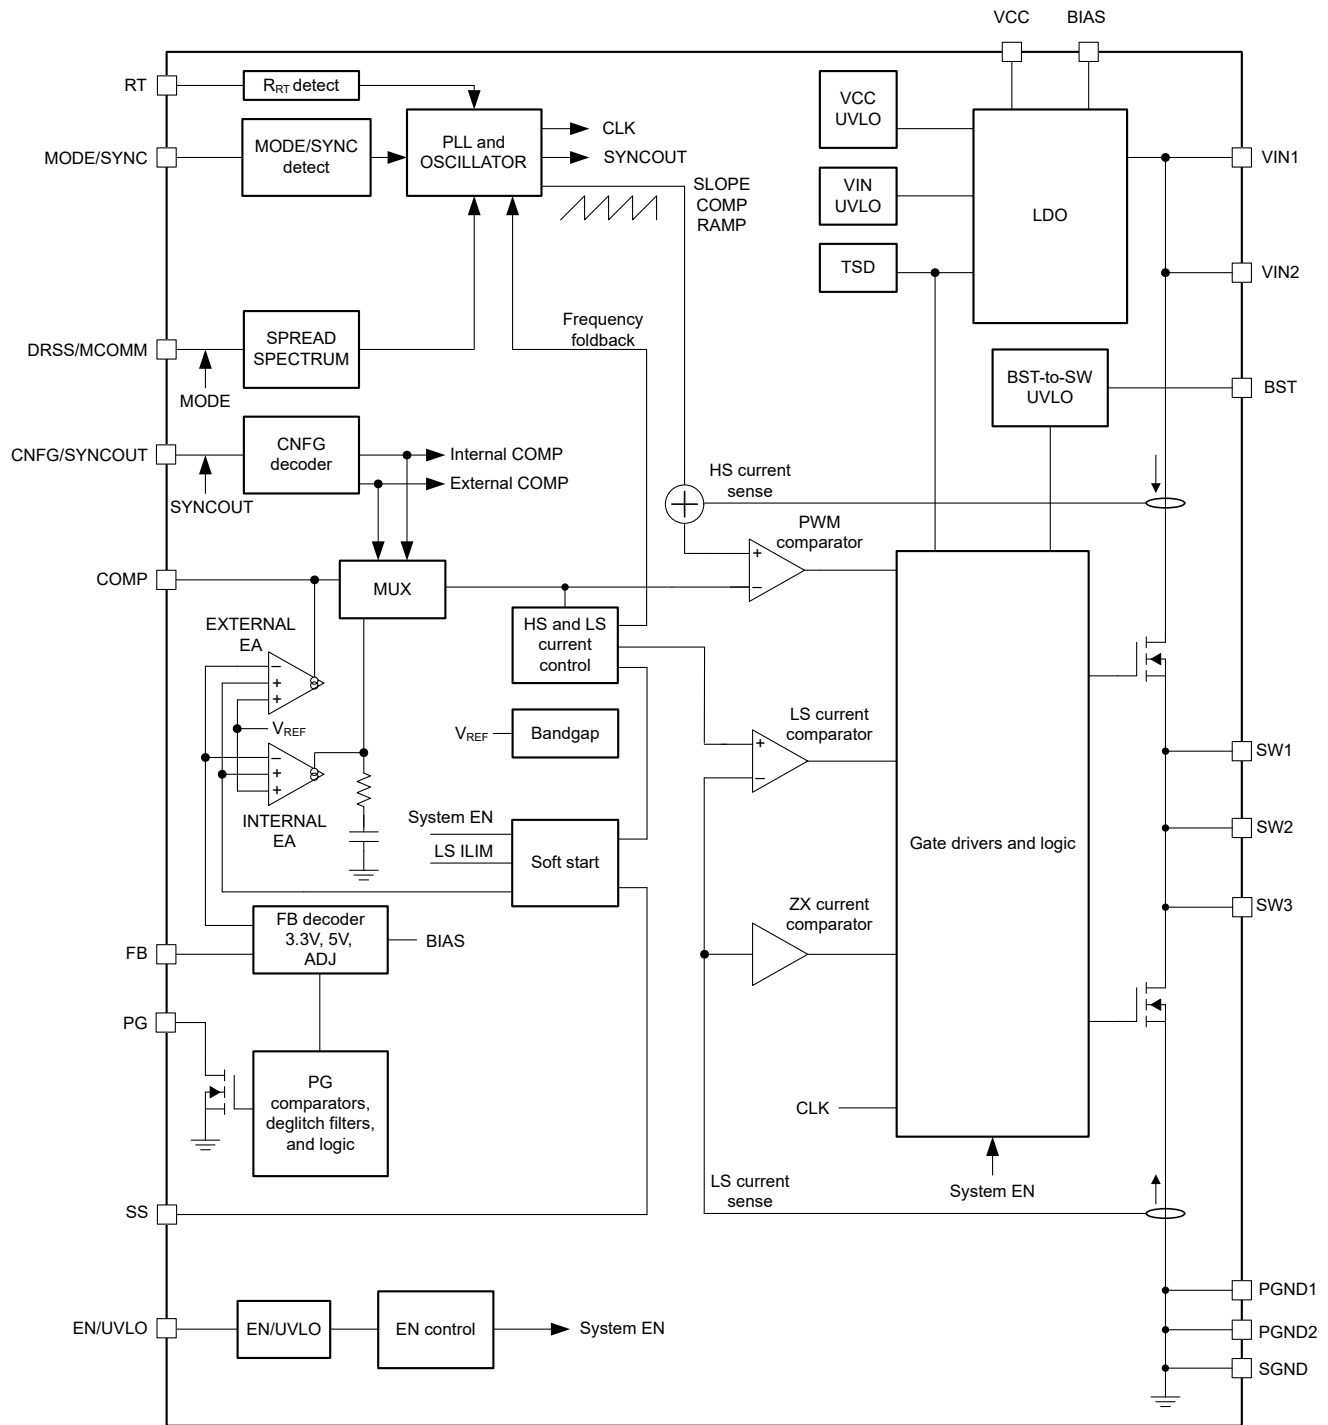 VCC
BIAS
RT
R_RT detect
VCC
UVLO
PLL and
OSCILLATOR
CLK
SYNCOUT
MODE/SYNC
MODE/SYNC
detect
VIN1
SLOPE
COMP
RAMP
VIN
UVLO
LDO
TSD
VIN2
Frequency
foldback
DRSS/MCOMM
SPREAD
SPECTRUM
MODE
BST-to-SW
UVLO
BST
CNFG/SYNCOUT
CNFG
decoder
Internal COMP
External COMP
SYNCOUT
HS current
sense
PWM
comparator
+
−
COMP
MUX
EXTERNAL
EA
−
+
+
HS and LS
current
control
V_REF
V_REF
Bandgap
LS current
comparator
+
−
SW1
−
+
+
INTERNAL
EA
System EN
LS ILIM
Soft start
SW2
Gate drivers and logic
FB decoder
3.3V, 5V,
ADJ
BIAS
ZX current
comparator
SW3
FB
PG
PG
comparators,
deglitch filters,
and logic
CLK
LS current
sense
System EN
SS
PGND1
EN/UVLO
EN/UVLO
EN control
System EN
PGND2
SGND